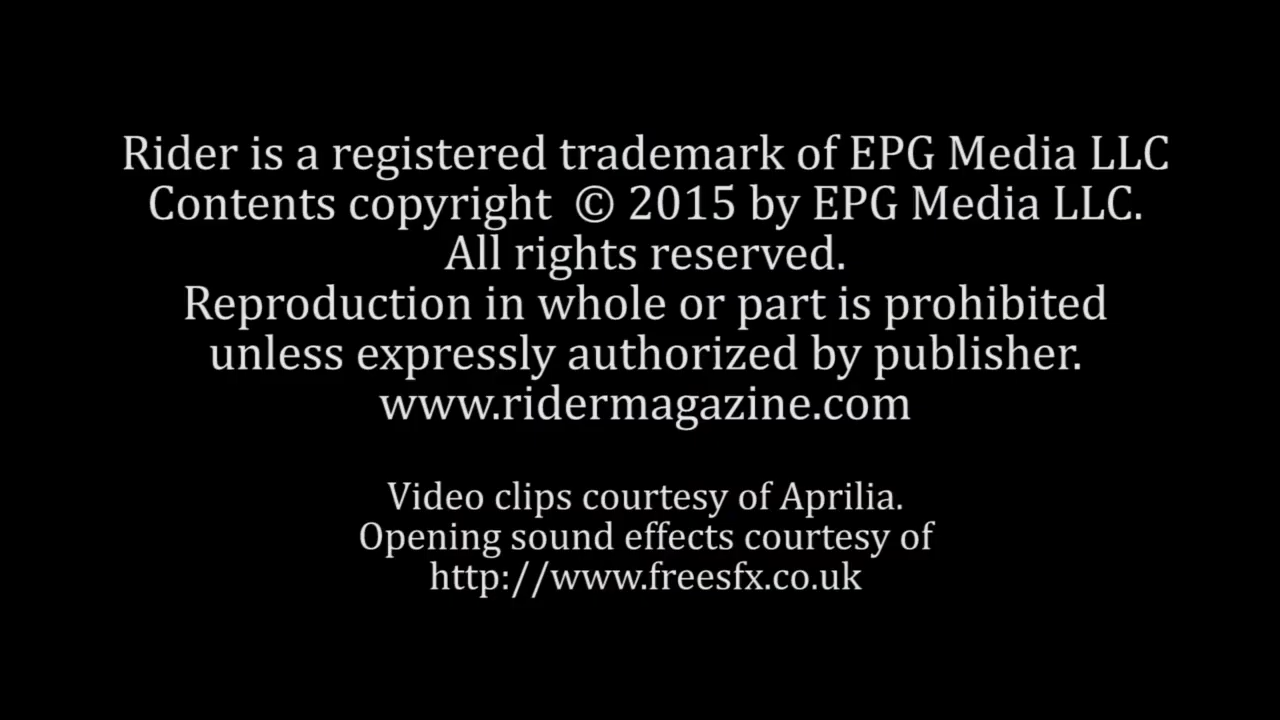 Rider is a registered trademark of EPG Media LLC
Contents copyright © 2015 by EPG Media LLC.
All rights reserved.
Reproduction in whole or part is prohibited
unless expressly authorized by publisher.
www.ridermagazine.com
Video clips courtesy of Aprilia.
Opening sound effects courtesy of
http://www.freesfx.co.uk